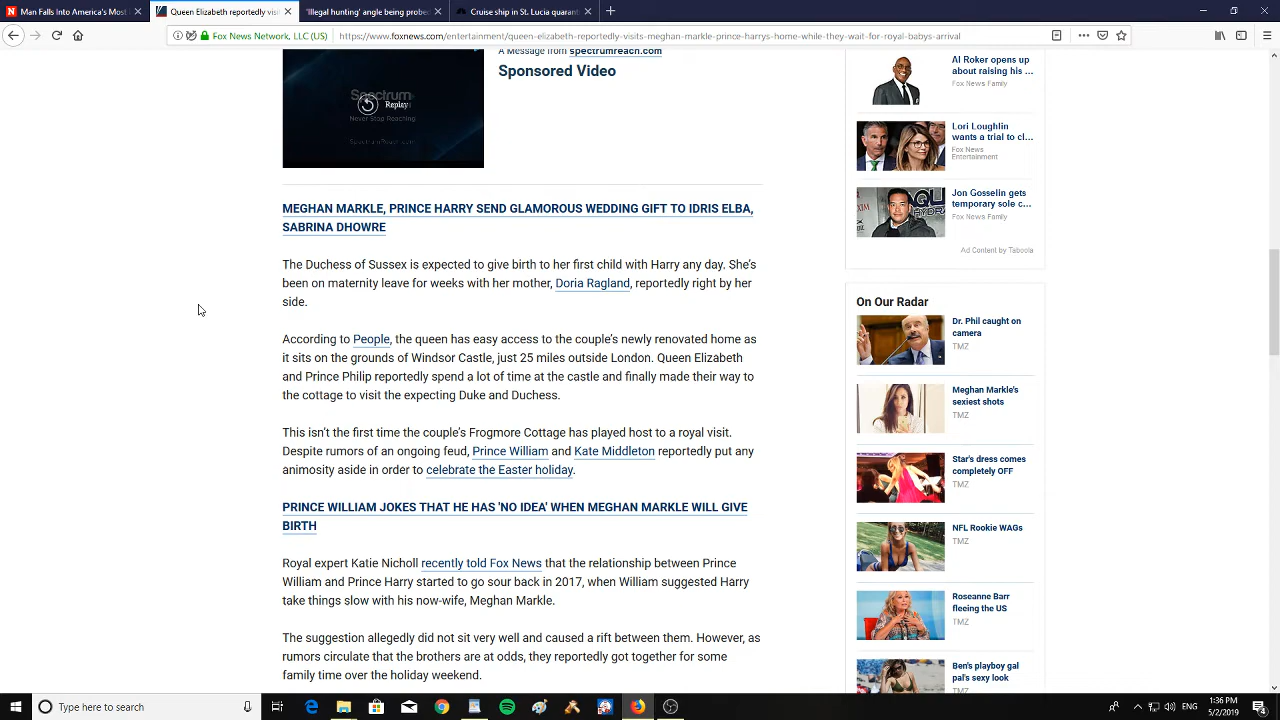 Man Falls Into America's Most
Queen Elizabeth reportedly visi
'Illegal hunting' angle being probed
Cruise ship in St. Lucia quarant
Fox News Network, LLC (US)
https://www.foxnews.com/entertainment/queen-elizabeth-reportedly-visits-meghan-markle-prince-harrys-home-while-they-wait-for-royal-babys-arrival
A Message from spectrumreach.com
Sponsored Video
Spectrum
Replay
Never Stop Reaching.
SpectrumReach.com
MEGHAN MARKLE, PRINCE HARRY SEND GLAMOROUS WEDDING GIFT TO IDRIS ELBA,
SABRINA DHOWRE
The Duchess of Sussex is expected to give birth to her first child with Harry any day. She's
been on maternity leave for weeks with her mother, Doria Ragland, reportedly right by her
side.
According to People, the queen has easy access to the couple's newly renovated home as
it sits on the grounds of Windsor Castle, just 25 miles outside London. Queen Elizabeth
and Prince Philip reportedly spend a lot of time at the castle and finally made their way to
the cottage to visit the expecting Duke and Duchess.
This isn't the first time the couple's Frogmore Cottage has played host to a royal visit.
Despite rumors of an ongoing feud, Prince William and Kate Middleton reportedly put any
animosity aside in order to celebrate the Easter holiday.
PRINCE WILLIAM JOKES THAT HE HAS 'NO IDEA' WHEN MEGHAN MARKLE WILL GIVE
BIRTH
Royal expert Katie Nicholl recently told Fox News that the relationship between Prince
William and Prince Harry started to go sour back in 2017, when William suggested Harry
take things slow with his now-wife, Meghan Markle.
The suggestion allegedly did not sit very well and caused a rift between them. However, as
rumors circulate that the brothers are at odds, they reportedly got together for some
family time over the holiday weekend.
Al Roker opens up
about raising his ...
Fox News Family
Lori Loughlin
wants a trial to cl...
Fox News
Entertainment
Jon Gosselin gets
temporary sole c...
Fox News Family
Ad Content by Taboola
On Our Radar
Dr. Phil caught on
camera
TMZ
Meghan Markle's
sexiest shots
TMZ
Star's dress comes
completely OFF
TMZ
NFL Rookie WAGs
TMZ
Roseanne Barr
fleeing the US
TMZ
Ben's playboy gal
pal's sexy look
TMZ
Type here to search
ENG
1:36 PM
5/2/2019